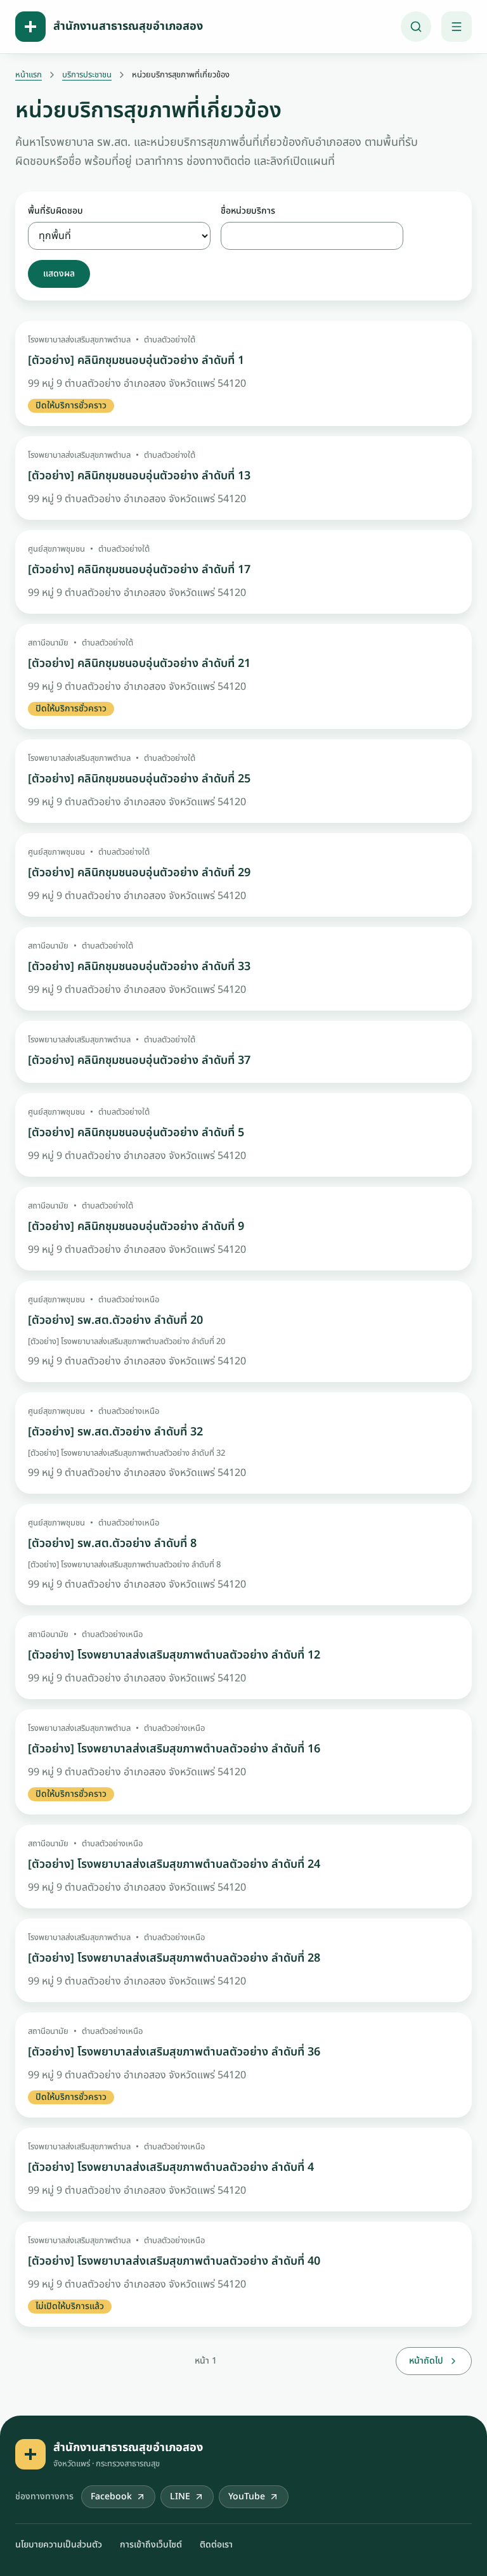 สำนักงานสาธารณสุขอำเภอสอง
หน้าแรก > บริการประชาชน > หน่วยบริการสุขภาพที่เกี่ยวข้อง
หน่วยบริการสุขภาพที่เกี่ยวข้อง
ค้นหาโรงพยาบาล รพ.สต. และหน่วยบริการสุขภาพอื่นที่เกี่ยวข้องกับอำเภอสอง ตามพื้นที่รับ
ผิดชอบหรือชื่อ พร้อมที่อยู่ เวลาทำการ ช่องทางติดต่อ และลิงก์เปิดแผนที่
พื้นที่รับผิดชอบ
ชื่อหน่วยบริการ
ทุกพื้นที่
แสดงผล
โรงพยาบาลส่งเสริมสุขภาพตำบล • ตำบลตัวอย่างใต้
[ตัวอย่าง] คลินิกชุมชนอบอุ่นตัวอย่าง ลำดับที่ 1
99 หมู่ 9 ตำบลตัวอย่าง อำเภอสอง จังหวัดแพร่ 54120
ปิดให้บริการชั่วคราว
โรงพยาบาลส่งเสริมสุขภาพตำบล • ตำบลตัวอย่างใต้
[ตัวอย่าง] คลินิกชุมชนอบอุ่นตัวอย่าง ลำดับที่ 13
99 หมู่ 9 ตำบลตัวอย่าง อำเภอสอง จังหวัดแพร่ 54120
ศูนย์สุขภาพชุมชน • ตำบลตัวอย่างใต้
[ตัวอย่าง] คลินิกชุมชนอบอุ่นตัวอย่าง ลำดับที่ 17
99 หมู่ 9 ตำบลตัวอย่าง อำเภอสอง จังหวัดแพร่ 54120
สถานีอนามัย • ตำบลตัวอย่างใต้
[ตัวอย่าง] คลินิกชุมชนอบอุ่นตัวอย่าง ลำดับที่ 21
99 หมู่ 9 ตำบลตัวอย่าง อำเภอสอง จังหวัดแพร่ 54120
ปิดให้บริการชั่วคราว
โรงพยาบาลส่งเสริมสุขภาพตำบล • ตำบลตัวอย่างใต้
[ตัวอย่าง] คลินิกชุมชนอบอุ่นตัวอย่าง ลำดับที่ 25
99 หมู่ 9 ตำบลตัวอย่าง อำเภอสอง จังหวัดแพร่ 54120
ศูนย์สุขภาพชุมชน • ตำบลตัวอย่างใต้
[ตัวอย่าง] คลินิกชุมชนอบอุ่นตัวอย่าง ลำดับที่ 29
99 หมู่ 9 ตำบลตัวอย่าง อำเภอสอง จังหวัดแพร่ 54120
สถานีอนามัย • ตำบลตัวอย่างใต้
[ตัวอย่าง] คลินิกชุมชนอบอุ่นตัวอย่าง ลำดับที่ 33
99 หมู่ 9 ตำบลตัวอย่าง อำเภอสอง จังหวัดแพร่ 54120
โรงพยาบาลส่งเสริมสุขภาพตำบล • ตำบลตัวอย่างใต้
[ตัวอย่าง] คลินิกชุมชนอบอุ่นตัวอย่าง ลำดับที่ 37
ศูนย์สุขภาพชุมชน • ตำบลตัวอย่างใต้
[ตัวอย่าง] คลินิกชุมชนอบอุ่นตัวอย่าง ลำดับที่ 5
99 หมู่ 9 ตำบลตัวอย่าง อำเภอสอง จังหวัดแพร่ 54120
สถานีอนามัย • ตำบลตัวอย่างใต้
[ตัวอย่าง] คลินิกชุมชนอบอุ่นตัวอย่าง ลำดับที่ 9
99 หมู่ 9 ตำบลตัวอย่าง อำเภอสอง จังหวัดแพร่ 54120
ศูนย์สุขภาพชุมชน • ตำบลตัวอย่างเหนือ
[ตัวอย่าง] รพ.สต.ตัวอย่าง ลำดับที่ 20
[ตัวอย่าง] โรงพยาบาลส่งเสริมสุขภาพตำบลตัวอย่าง ลำดับที่ 20
99 หมู่ 9 ตำบลตัวอย่าง อำเภอสอง จังหวัดแพร่ 54120
ศูนย์สุขภาพชุมชน • ตำบลตัวอย่างเหนือ
[ตัวอย่าง] รพ.สต.ตัวอย่าง ลำดับที่ 32
[ตัวอย่าง] โรงพยาบาลส่งเสริมสุขภาพตำบลตัวอย่าง ลำดับที่ 32
99 หมู่ 9 ตำบลตัวอย่าง อำเภอสอง จังหวัดแพร่ 54120
ศูนย์สุขภาพชุมชน • ตำบลตัวอย่างเหนือ
[ตัวอย่าง] รพ.สต.ตัวอย่าง ลำดับที่ 8
[ตัวอย่าง] โรงพยาบาลส่งเสริมสุขภาพตำบลตัวอย่าง ลำดับที่ 8
99 หมู่ 9 ตำบลตัวอย่าง อำเภอสอง จังหวัดแพร่ 54120
สถานีอนามัย • ตำบลตัวอย่างเหนือ
[ตัวอย่าง] โรงพยาบาลส่งเสริมสุขภาพตำบลตัวอย่าง ลำดับที่ 12
99 หมู่ 9 ตำบลตัวอย่าง อำเภอสอง จังหวัดแพร่ 54120
โรงพยาบาลส่งเสริมสุขภาพตำบล • ตำบลตัวอย่างเหนือ
[ตัวอย่าง] โรงพยาบาลส่งเสริมสุขภาพตำบลตัวอย่าง ลำดับที่ 16
99 หมู่ 9 ตำบลตัวอย่าง อำเภอสอง จังหวัดแพร่ 54120
ปิดให้บริการชั่วคราว
สถานีอนามัย • ตำบลตัวอย่างเหนือ
[ตัวอย่าง] โรงพยาบาลส่งเสริมสุขภาพตำบลตัวอย่าง ลำดับที่ 24
99 หมู่ 9 ตำบลตัวอย่าง อำเภอสอง จังหวัดแพร่ 54120
โรงพยาบาลส่งเสริมสุขภาพตำบล • ตำบลตัวอย่างเหนือ
[ตัวอย่าง] โรงพยาบาลส่งเสริมสุขภาพตำบลตัวอย่าง ลำดับที่ 28
99 หมู่ 9 ตำบลตัวอย่าง อำเภอสอง จังหวัดแพร่ 54120
สถานีอนามัย • ตำบลตัวอย่างเหนือ
[ตัวอย่าง] โรงพยาบาลส่งเสริมสุขภาพตำบลตัวอย่าง ลำดับที่ 36
99 หมู่ 9 ตำบลตัวอย่าง อำเภอสอง จังหวัดแพร่ 54120
ปิดให้บริการชั่วคราว
โรงพยาบาลส่งเสริมสุขภาพตำบล • ตำบลตัวอย่างเหนือ
[ตัวอย่าง] โรงพยาบาลส่งเสริมสุขภาพตำบลตัวอย่าง ลำดับที่ 4
99 หมู่ 9 ตำบลตัวอย่าง อำเภอสอง จังหวัดแพร่ 54120
โรงพยาบาลส่งเสริมสุขภาพตำบล • ตำบลตัวอย่างเหนือ
[ตัวอย่าง] โรงพยาบาลส่งเสริมสุขภาพตำบลตัวอย่าง ลำดับที่ 40
99 หมู่ 9 ตำบลตัวอย่าง อำเภอสอง จังหวัดแพร่ 54120
ไม่เปิดให้บริการแล้ว
หน้า 1
หน้าถัดไป
สำนักงานสาธารณสุขอำเภอสอง
จังหวัดแพร่ · กระทรวงสาธารณสุข
ช่องทางทางการ Facebook LINE YouTube
นโยบายความเป็นส่วนตัว การเข้าถึงเว็บไซต์ ติดต่อเรา